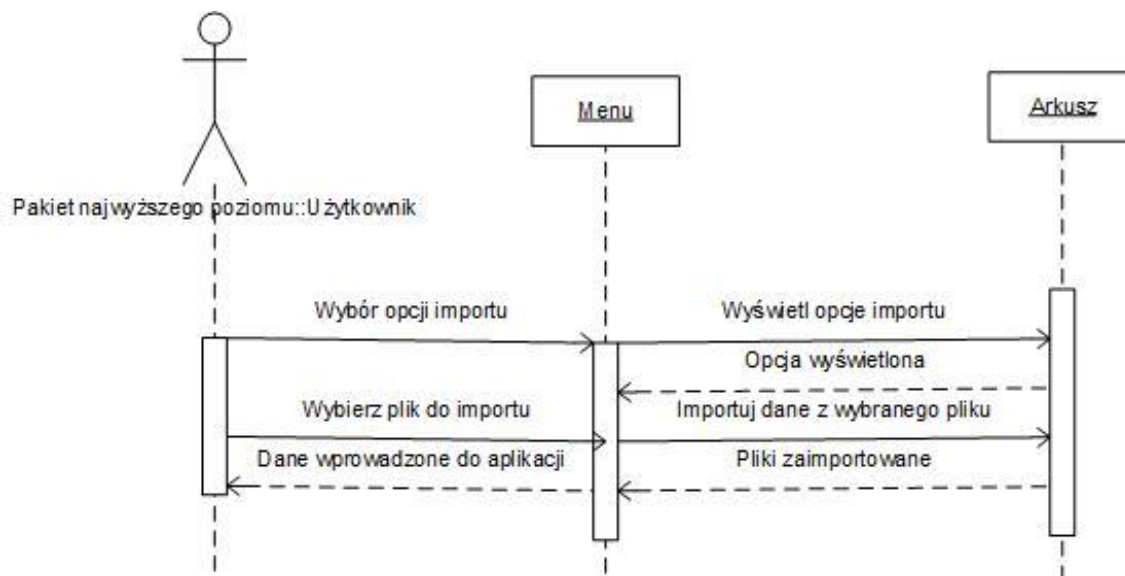 Menu
Arkusz
Pakiet najwyższego poziomu::Użytkownik
Wybór opcji importu
Wyświetl opcje importu
Opcja wyświetlona
Wybierz plik do importu
Importuj dane z wybranego pliku
Dane wprowadzone do aplikacji
Pliki zaimportowane